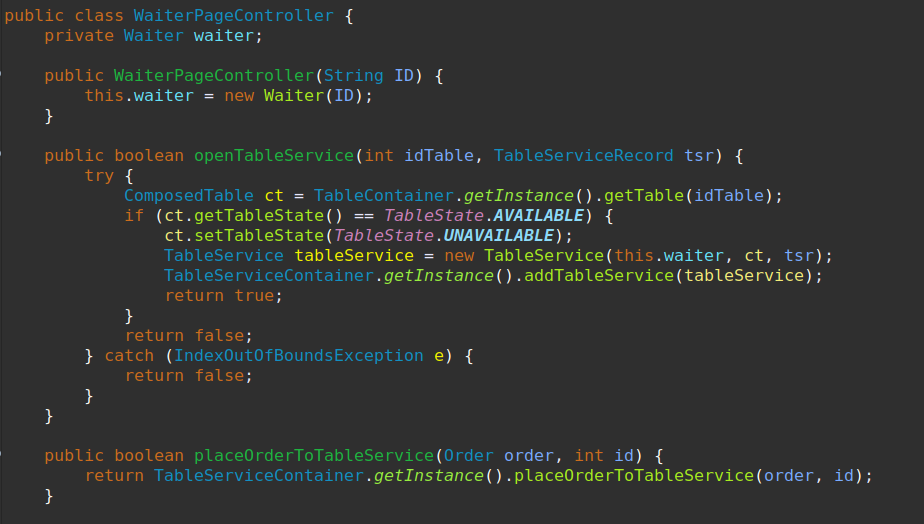 public class WaiterPageController {
    private Waiter waiter;

    public WaiterPageController(String ID) {
        this.waiter = new Waiter(ID);
    }

    public boolean openTableService(int idTable, TableServiceRecord tsr) {
        try {
            ComposedTable ct = TableContainer.getInstance().getTable(idTable);
            if (ct.getTableState() == TableState.AVAILABLE) {
                ct.setTableState(TableState.UNAVAILABLE);
                TableService tableService = new TableService(this.waiter, ct, tsr);
                TableServiceContainer.getInstance().addTableService(tableService);
                return true;
            }
            return false;
        } catch (IndexOutOfBoundsException e) {
            return false;
        }
    }

    public boolean placeOrderToTableService(Order order, int id) {
        return TableServiceContainer.getInstance().placeOrderToTableService(order, id);
    }